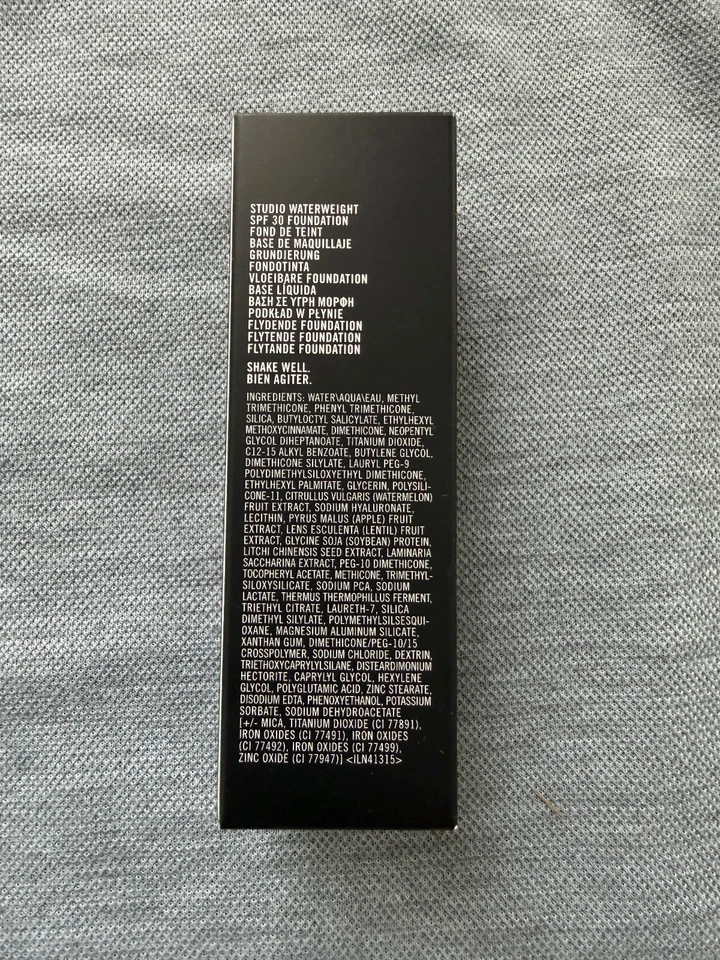 STUDIO WATERWEIGHT
SPF 30 FOUNDATION
FOND DE TEINT
BASE DE MAQUILLAJE
GRUNDIERUNG
FONDOTINTA
VLOEIBARE FOUNDATION
BASE LÍQUIDA
ΒΑΣΗ ΣΕ ΥΓΡΗ ΜΟΡΦΗ
PODKŁAD W PŁYNIE
FLYDENDE FOUNDATION
FLYTENDE FOUNDATION
FLYTANDE FOUNDATION
SHAKE WELL.
BIEN AGITER.
INGREDIENTS: WATER\AQUA\EAU, METHYL
TRIMETHICONE, PHENYL TRIMETHICONE,
SILICA, BUTYLOCTYL SALICYLATE, ETHYLHEXYL
METHOXYCINNAMATE, DIMETHICONE, NEOPENTYL
GLYCOL DIHEPTANOATE, TITANIUM DIOXIDE,
C12-15 ALKYL BENZOATE, BUTYLENE GLYCOL,
DIMETHICONE SILYLATE, LAURYL PEG-9
POLYDIMETHYLSILOXYETHYL DIMETHICONE,
ETHYLHEXYL PALMITATE, GLYCERIN, POLYSILI-
CONE-11, CITRULLUS VULGARIS (WATERMELON)
FRUIT EXTRACT, SODIUM HYALURONATE,
LECITHIN, PYRUS MALUS (APPLE) FRUIT
EXTRACT, LENS ESCULENTA (LENTIL) FRUIT
EXTRACT, GLYCINE SOJA (SOYBEAN) PROTEIN,
LITCHI CHINENSIS SEED EXTRACT, LAMINARIA
SACCHARINA EXTRACT, PEG-10 DIMETHICONE,
TOCOPHERYL ACETATE, METHICONE, TRIMETHYL-
SILOXYSILICATE, SODIUM PCA, SODIUM
LACTATE, THERMUS THERMOPHILLUS FERMENT,
TRIETHYL CITRATE, LAURETH-7, SILICA
DIMETHYL SILYLATE, POLYMETHYLSILSESQUI-
OXANE, MAGNESIUM ALUMINUM SILICATE,
XANTHAN GUM, DIMETHICONE/PEG-10/15
CROSSPOLYMER, SODIUM CHLORIDE, DEXTRIN,
TRIETHOXYCAPRYLYLSILANE, DISTEARDIMONIUM
HECTORITE, CAPRYLYL GLYCOL, HEXYLENE
GLYCOL, POLYGLUTAMIC ACID, ZINC STEARATE,
DISODIUM EDTA, PHENOXYETHANOL, POTASSIUM
SORBATE, SODIUM DEHYDROACETATE
[+/- MICA, TITANIUM DIOXIDE (CI 77891),
IRON OXIDES (CI 77491), IRON OXIDES
(CI 77492), IRON OXIDES (CI 77499),
ZINC OXIDE (CI 77947)] <ILN41315>